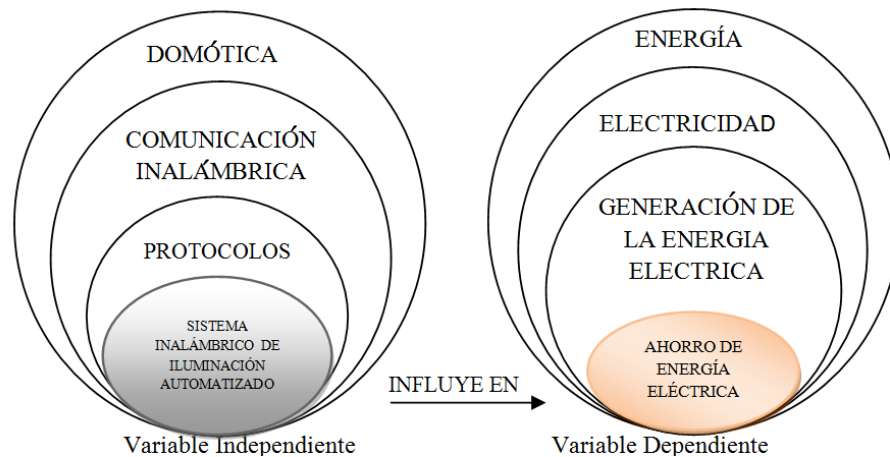 DOMÓTICA
COMUNICACIÓN
INALÁMBRICA
PROTOCOLOS
SISTEMA
INALÁMBRICO DE
ILUMINACIÓN
AUTOMATIZADO
Variable Independiente
INFLUYE EN
ENERGÍA
ELECTRICIDAD
GENERACIÓN DE
LA ENERGIA
ELECTRICA
AHORRO DE
ENERGÍA
ELÉCTRICA
Variable Dependiente